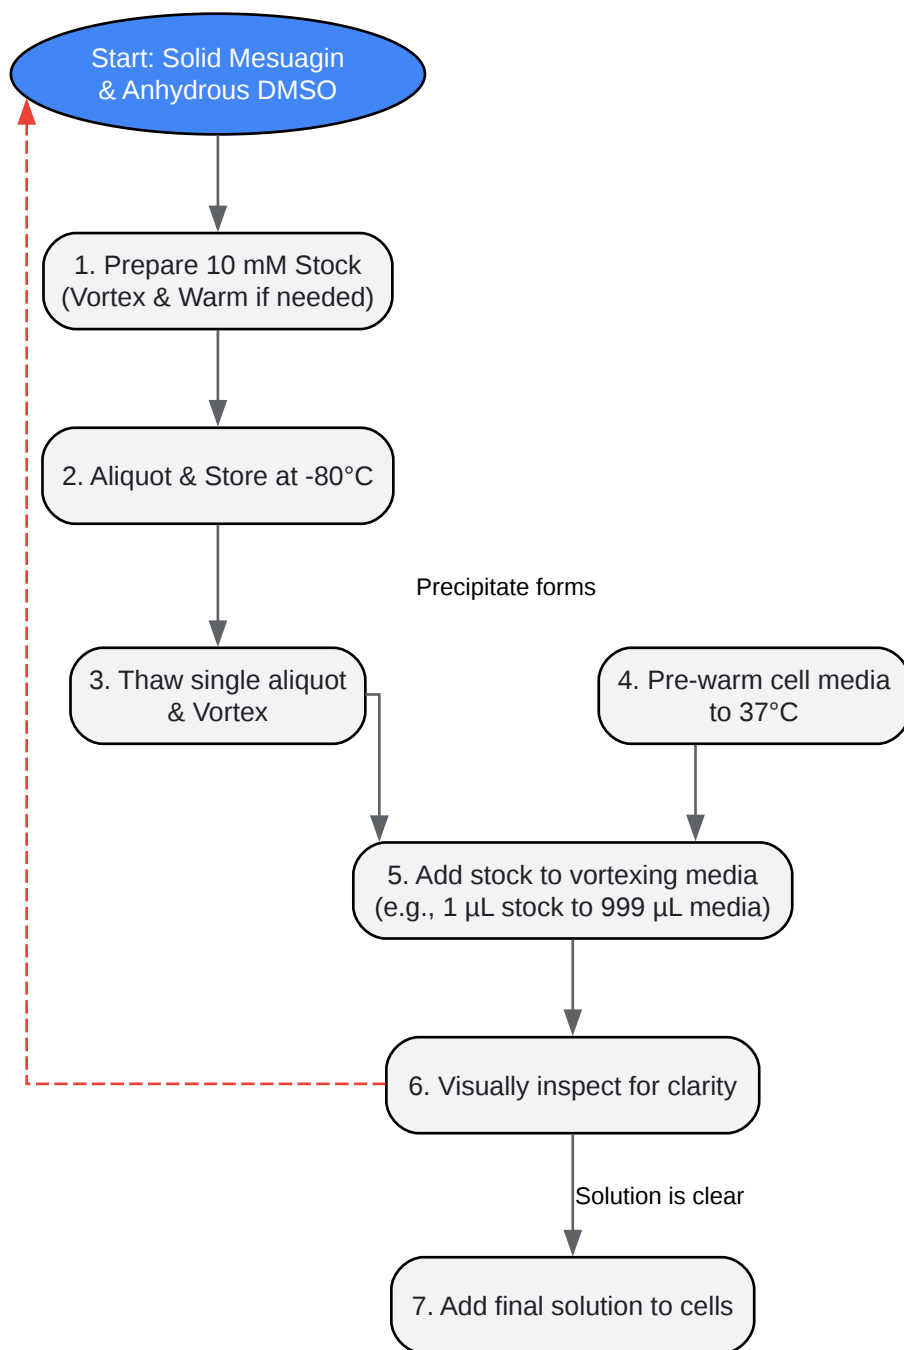 Start: Solid Mesuagin
& Anhydrous DMSO
1. Prepare 10 mM Stock
(Vortex & Warm if needed)
2. Aliquot & Store at -80°C
Precipitate forms
3. Thaw single aliquot
& Vortex
4. Pre-warm cell media
to 37°C
5. Add stock to vortexing media
(e.g., 1 µL stock to 999 µL media)
6. Visually inspect for clarity
Solution is clear
7. Add final solution to cells